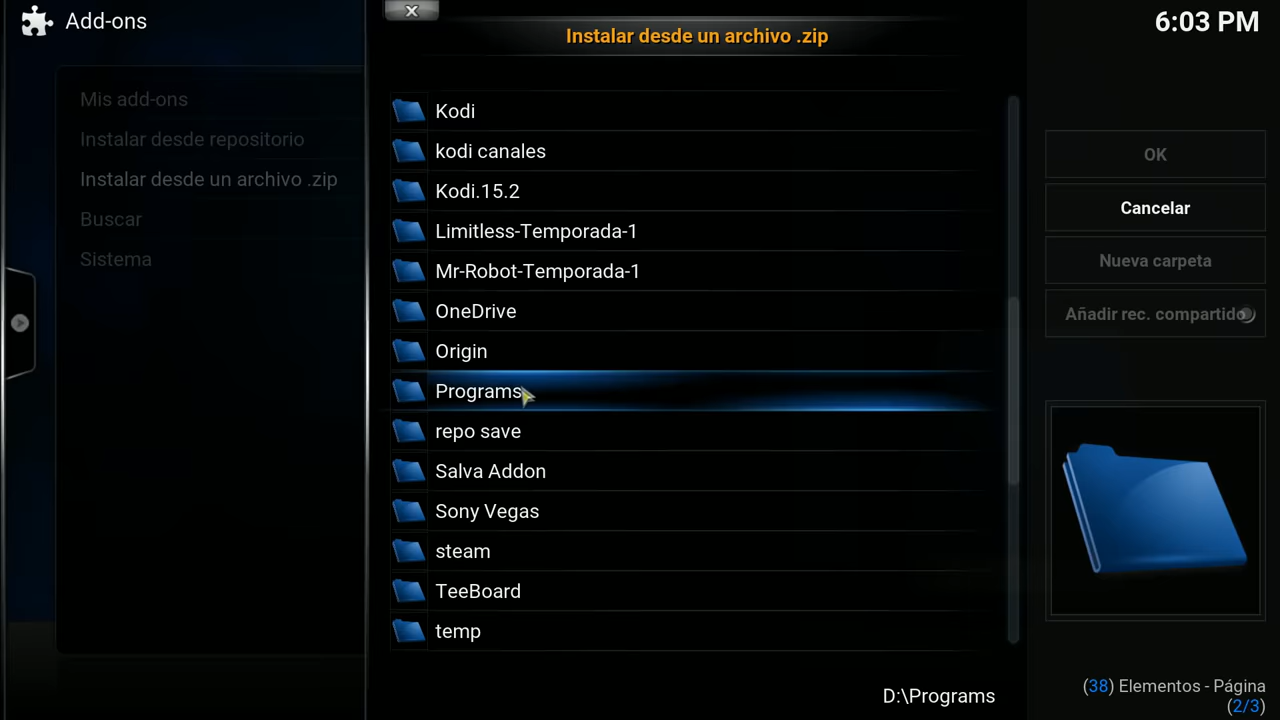 Add-ons
Mis add-ons
Instalar desde repositorio
Instalar desde un archivo .zip
Buscar
Sistema
Instalar desde un archivo .zip
Kodi
kodi canales
Kodi.15.2
Limitless-Temporada-1
Mr-Robot-Temporada-1
OneDrive
Origin
Programs
repo save
Salva Addon
Sony Vegas
steam
TeeBoard
temp
D:\Programs
6:03 PM
OK
Cancelar
Nueva carpeta
Añadir rec. compartido
(38) Elementos - Página
(2/3)